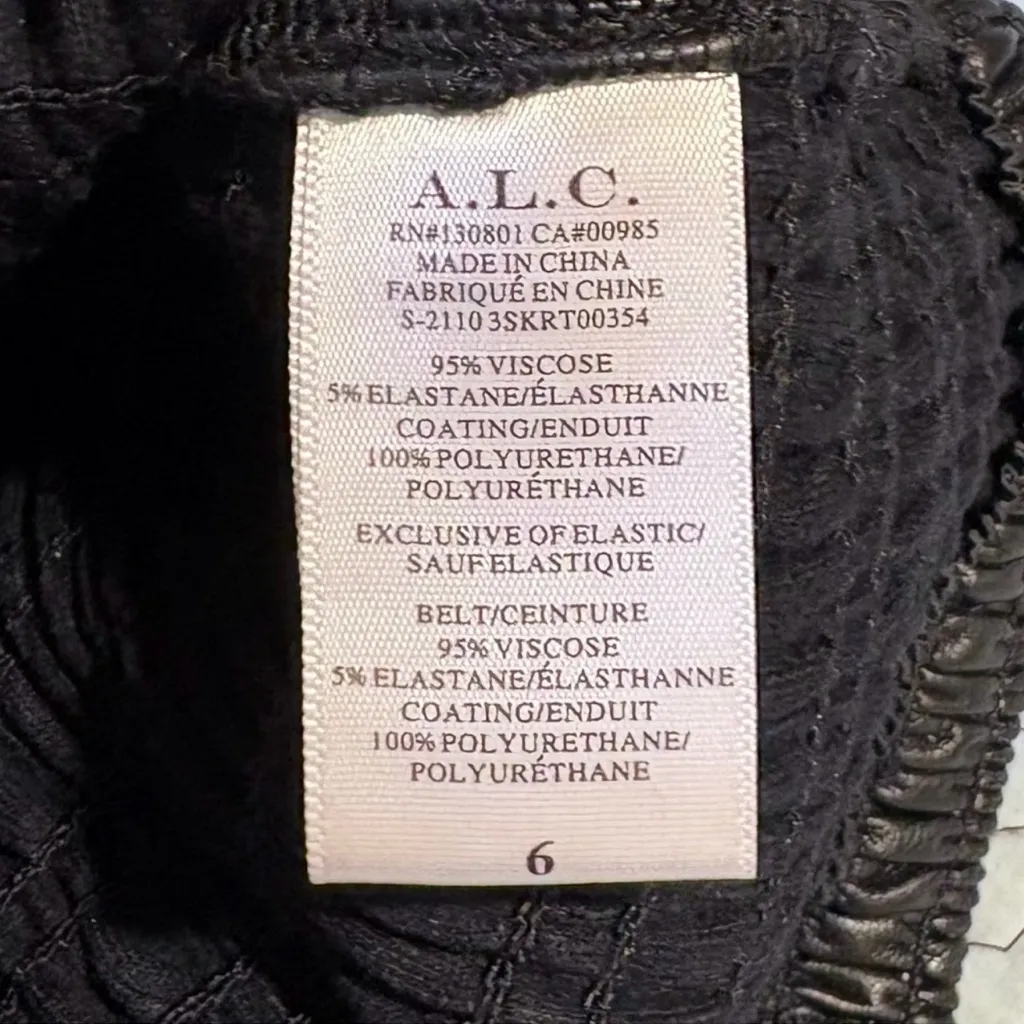 A.L.C.
RN#130801 CA#00985
MADE IN CHINA
FABRIQUÉ EN CHINE
S-2110 3SKRT00354
95% VISCOSE
5% ELASTANE/ÉLASTHANNE
COATING/ENDUIT
100% POLYURETHANE/
POLYURÉTHANE
EXCLUSIVE OF ELASTIC/
SAUF ELASTIQUE
BELT/CEINTURE
95% VISCOSE
5% ELASTANE/ÉLASTHANNE
COATING/ENDUIT
100% POLYURETHANE/
POLYURÉTHANE
6